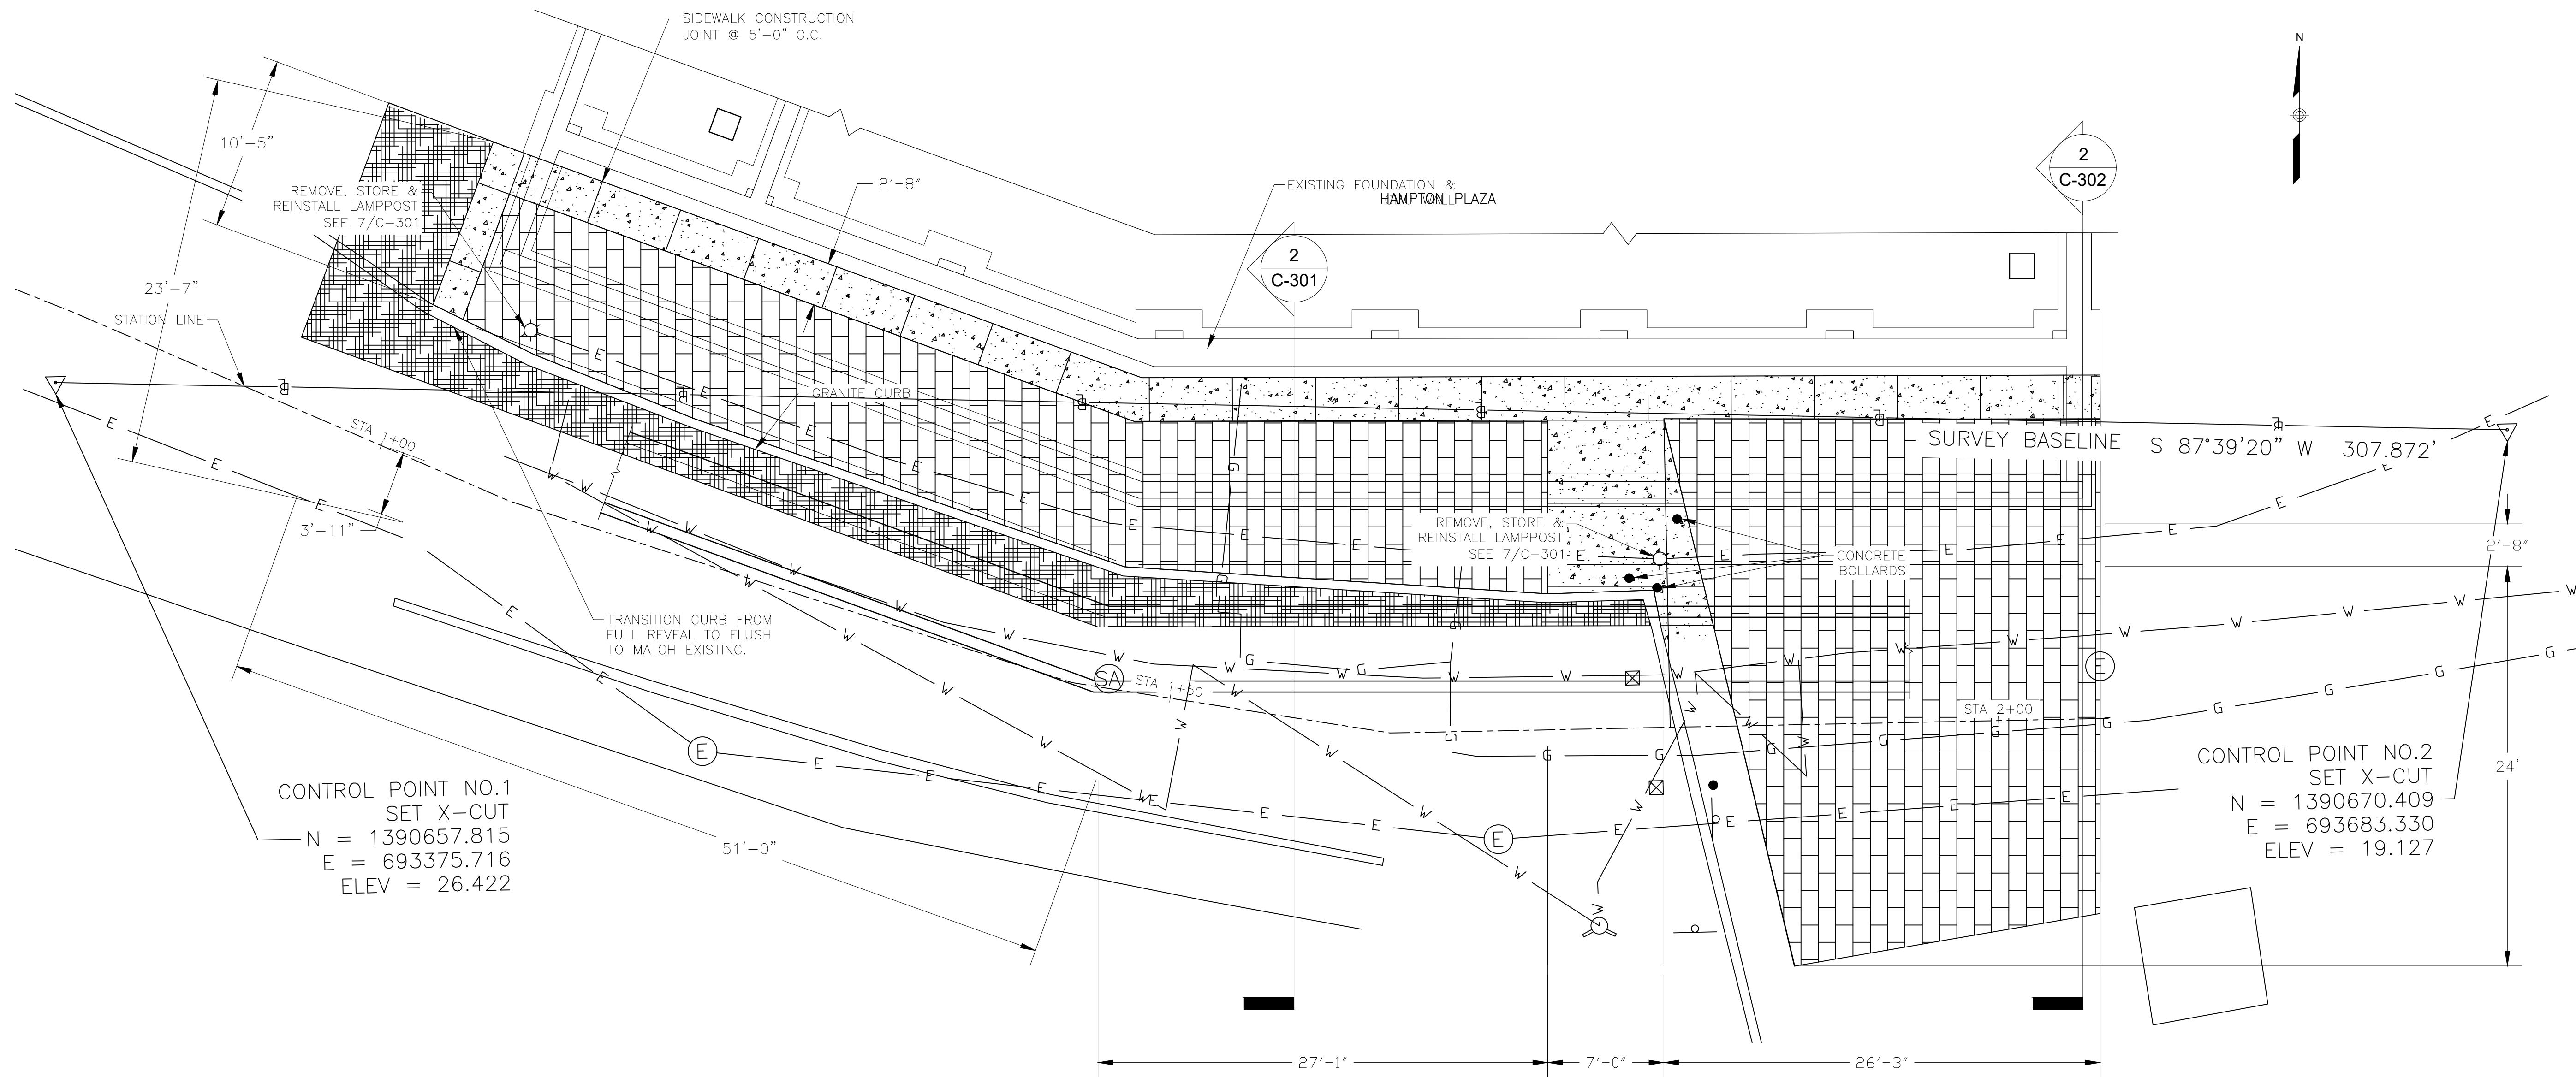 SIDEWALK CONSTRUCTION
JOINT @ 5'-0" O.C.
N
2
C-302
10'-5"
REMOVE, STORE &
REINSTALL LAMPPOST
SEE 7/C-301
2'-8"
EXISTING FOUNDATION &
HAMPTON PLAZA
2
C-301
23'-7"
STATION LINE
GRANITE CURB
STA 1+00
3'-11"
SURVEY BASELINE S 87°39'20" W 307.872'
REMOVE, STORE &
REINSTALL LAMPPOST
SEE 7/C-301
CONCRETE
BOLLARDS
2'-8"
TRANSITION CURB FROM
FULL REVEAL TO FLUSH
TO MATCH EXISTING.
SA
STA 1+50
E
STA 2+00
E
E
24'
CONTROL POINT NO.1
SET X-CUT
N = 1390657.815
E = 693375.716
ELEV = 26.422
51'-0"
CONTROL POINT NO.2
SET X-CUT
N = 1390670.409
E = 693683.330
ELEV = 19.127
27'-1"
7'-0"
26'-3"